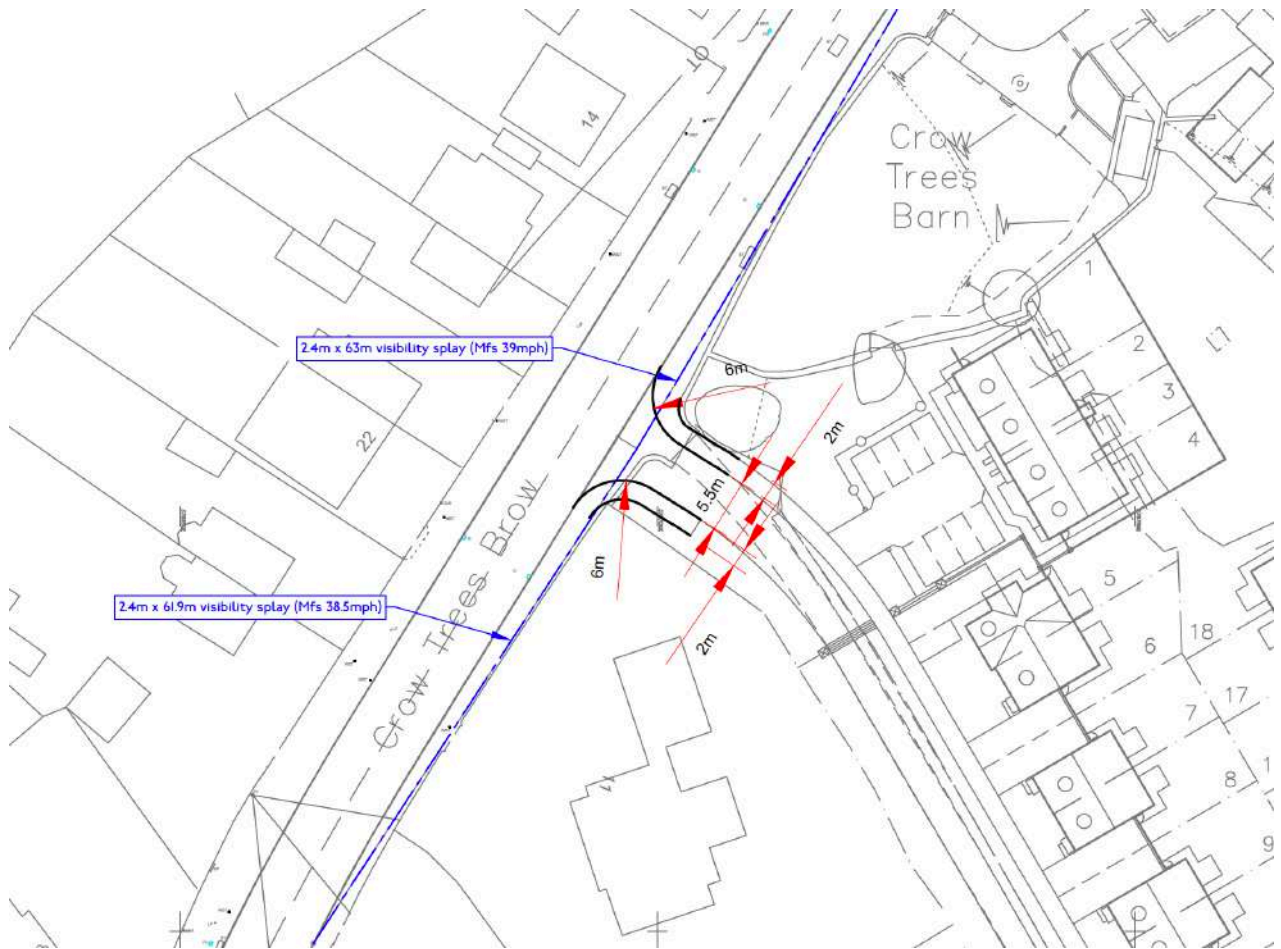 14
Crow
Trees
Barn
1
2
3
4
2.4m x 63m visibility splay (Mfs 39mph)
6m
2m
22
5.5m
Crow Trees Brow
6m
2.4m x 61.9m visibility splay (Mfs 38.5mph)
2m
5
6
18
7
17
8
9